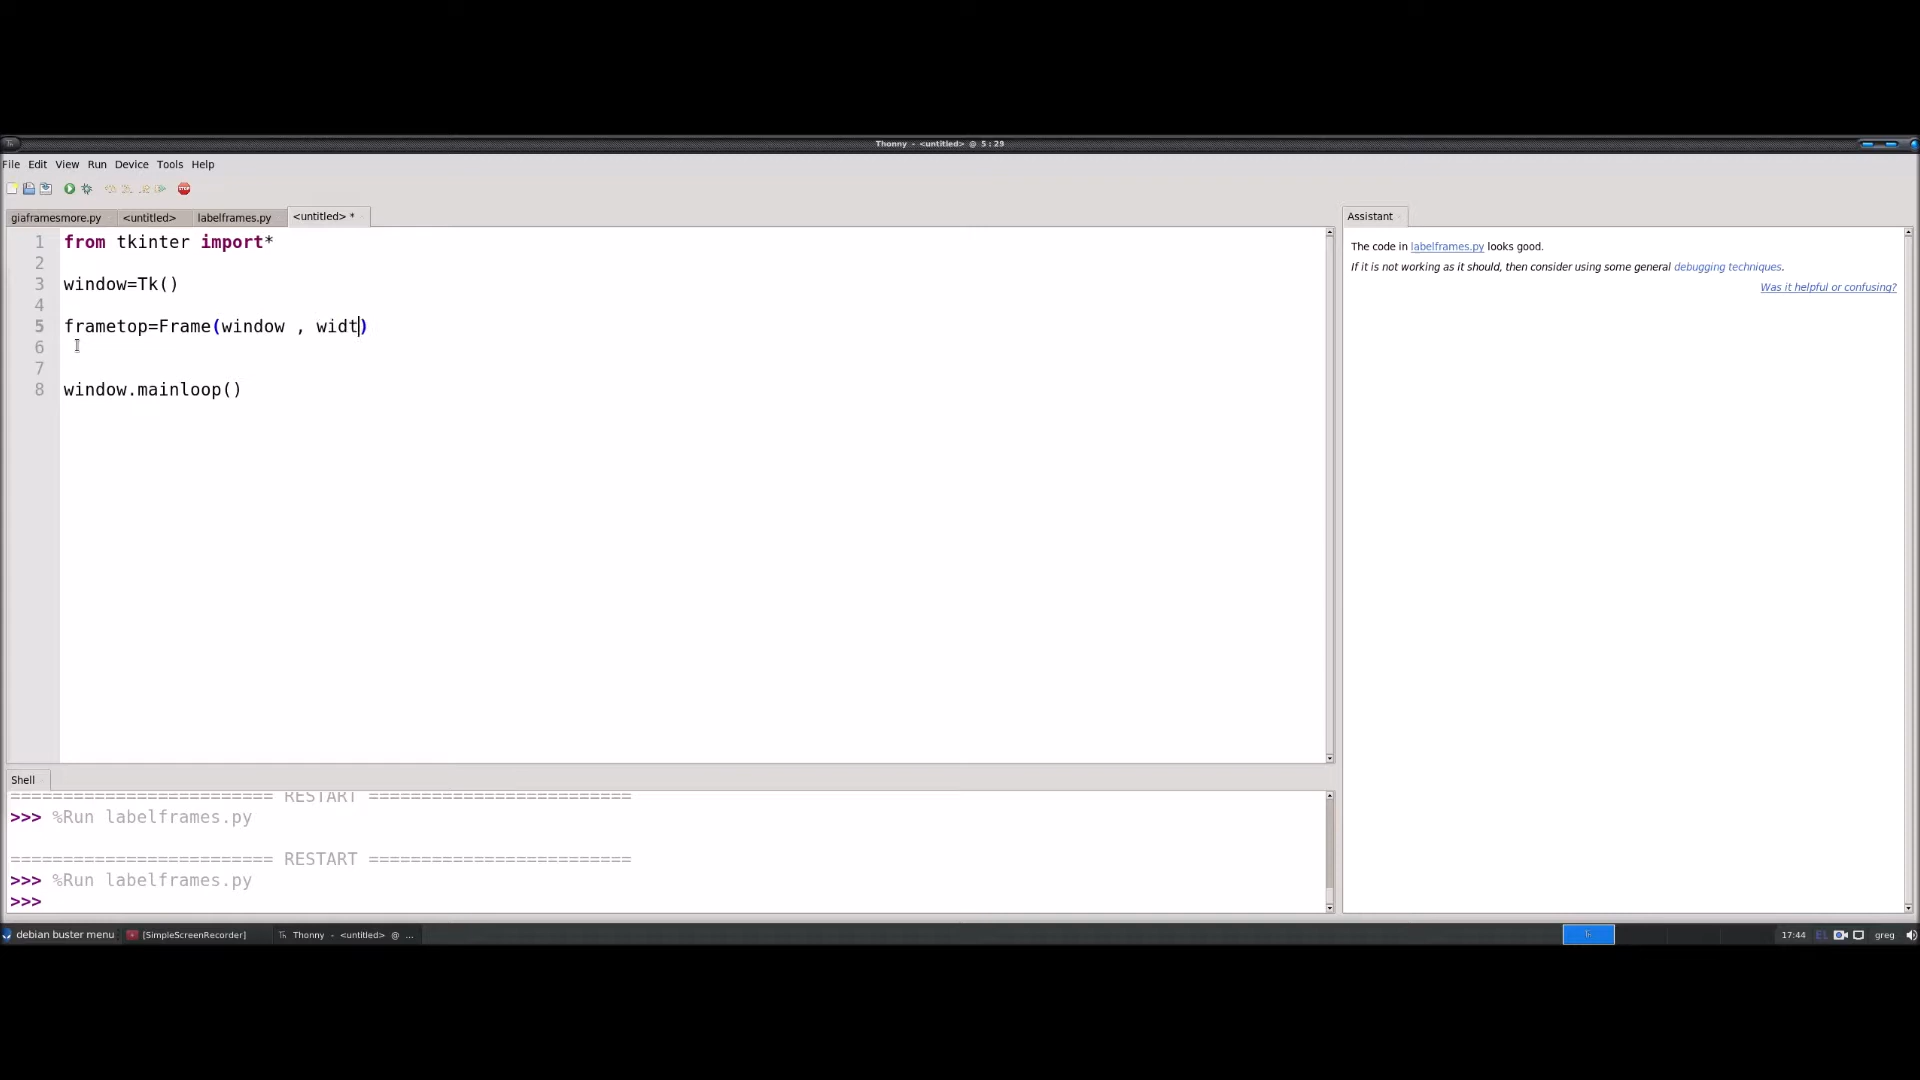 Thonny - <untitled> @ 5 : 29
File Edit View Run Device Tools Help
giaframesmore.py <untitled> labelframes.py <untitled> *
1 from tkinter import*
2
3 window=Tk()
4
5 frametop=Frame(window , widt)
6
7
8 window.mainloop()
Assistant
The code in labelframes.py looks good.
If it is not working as it should, then consider using some general debugging techniques.
Was it helpful or confusing?
Shell
========================= RESTART =========================
>>> %Run labelframes.py
========================= RESTART =========================
>>> %Run labelframes.py
>>>
debian buster menu [SimpleScreenRecorder] Thonny - <untitled> @ ... 17:44 EL greg